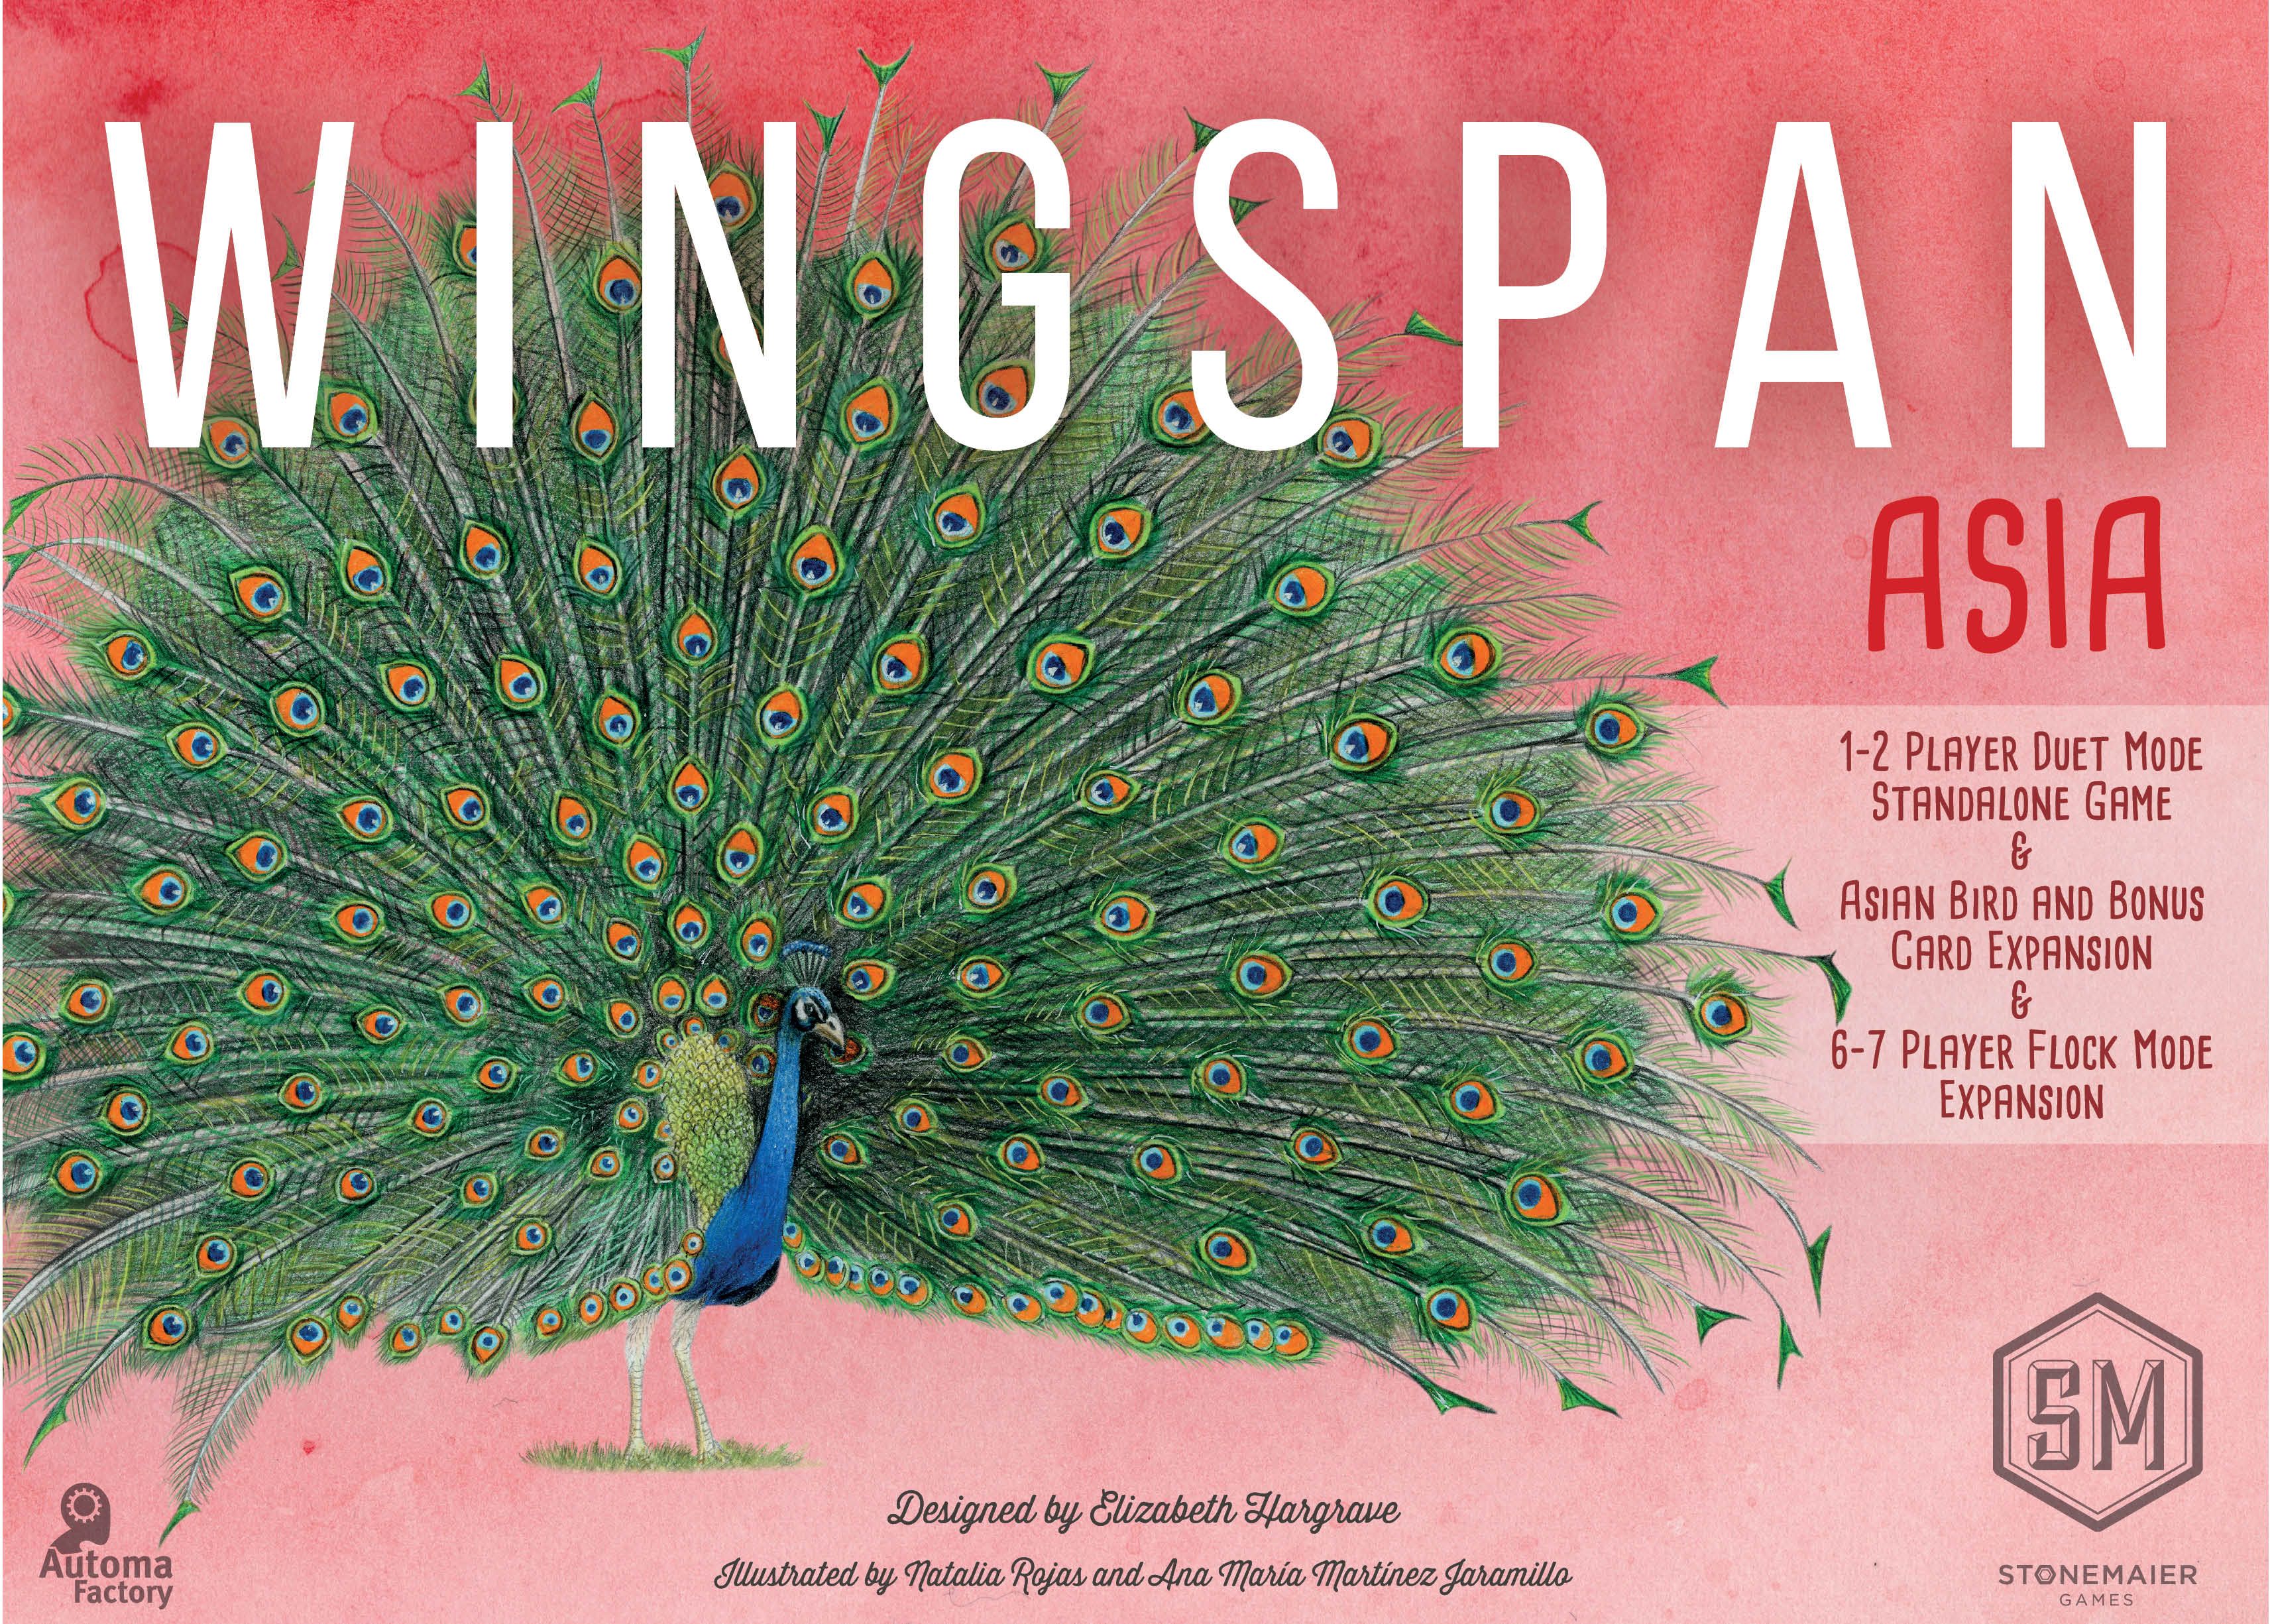 WINGSPAN
ASIA
1-2 Player Duet Mode
Standalone Game
&
Asian Bird and Bonus
Card Expansion
&
6-7 Player Flock Mode
Expansion
Designed by Elizabeth Hargrave
Illustrated by Natalia Rojas and Ana María Martínez Jaramillo
Automa
Factory
SM
STONEMAIER
GAMES